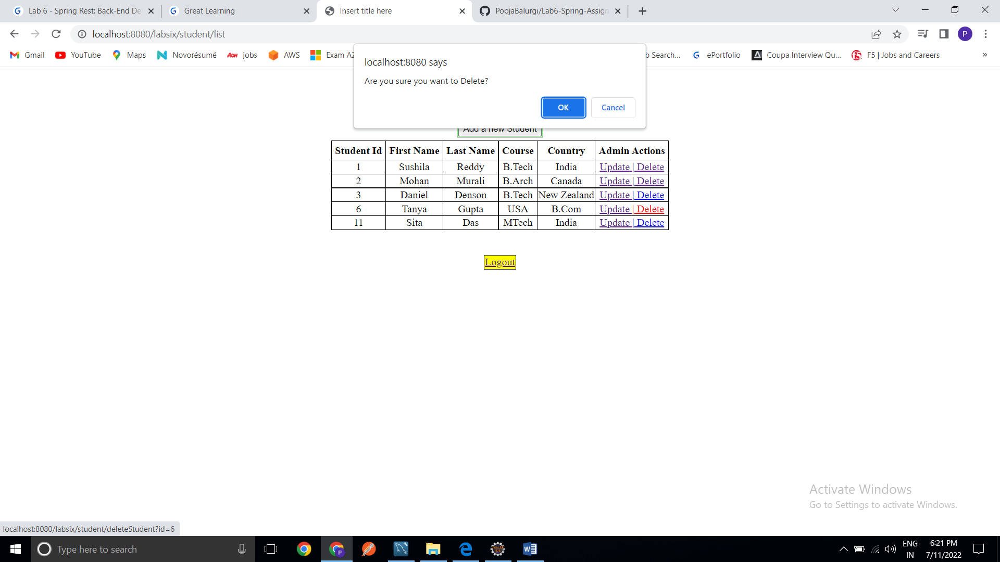 Lab 6 - Spring Rest: Back-End De
Great Learning
Insert title here
PoojaBalurgi/Lab6-Spring-Assign
localhost:8080/labsix/student/list
P
Gmail YouTube Maps Novorésumé jobs AWS Exam AZ b Search... ePortfolio Coupa Interview Qu... F5 | Jobs and Careers »
localhost:8080 says
Are you sure you want to Delete?
OK Cancel
Add a new Student
Student Id First Name Last Name Course Country Admin Actions
1 Sushila Reddy B.Tech India Update | Delete
2 Mohan Murali B.Arch Canada Update | Delete
3 Daniel Denson B.Tech New Zealand Update | Delete
6 Tanya Gupta USA B.Com Update | Delete
11 Sita Das MTech India Update | Delete
Logout
Activate Windows
Go to Settings to activate Windows.
localhost:8080/labsix/student/deleteStudent?id=6
Type here to search
ENG
IN
6:21 PM
7/11/2022